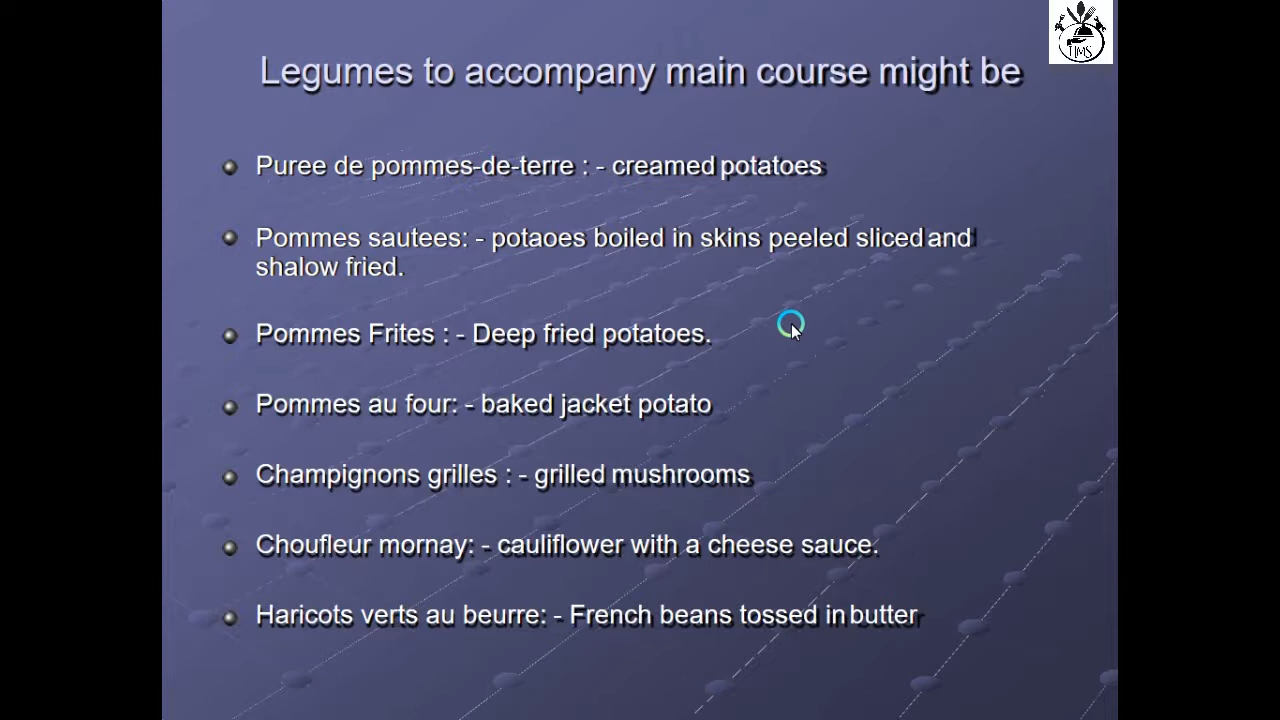 TJMS
Legumes to accompany main course might be
Puree de pommes-de-terre : - creamed potatoes
Pommes sautees: - potaoes boiled in skins peeled sliced and
shalow fried.
Pommes Frites : - Deep fried potatoes.
Pommes au four: - baked jacket potato
Champignons grilles : - grilled mushrooms
Choufleur mornay: - cauliflower with a cheese sauce.
Haricots verts au beurre: - French beans tossed in butter